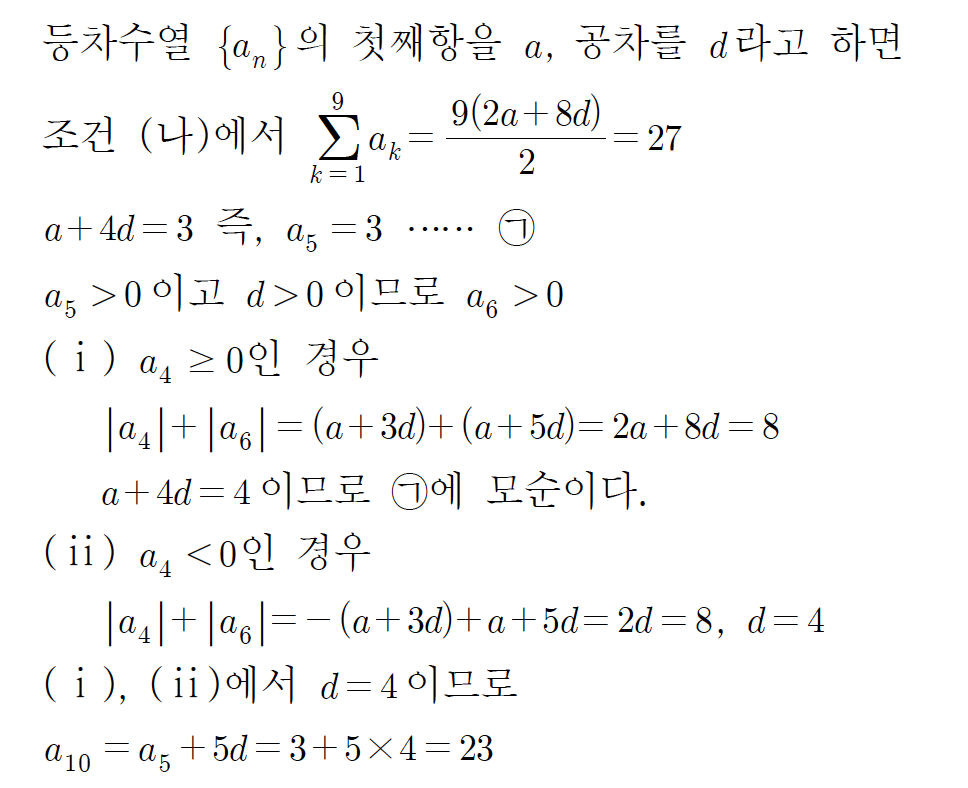 등차수열 {aₙ}의 첫째항을 a, 공차를 d라고 하면
조건 (나)에서 \sum_{k=1}^{9} a_k = \frac{9(2a+8d)}{2} = 27
a+4d=3 즉, a₅=3 ⋯⋯ ㉠
a₅>0이고 d>0이므로 a₆>0
(ⅰ) a₄≥0인 경우
|a₄|+|a₆|=(a+3d)+(a+5d)=2a+8d=8
a+4d=4이므로 ㉠에 모순이다.
(ⅱ) a₄<0인 경우
|a₄|+|a₆|=-(a+3d)+a+5d=2d=8, d=4
(ⅰ), (ⅱ)에서 d=4이므로
a₁₀=a₅+5d=3+5×4=23